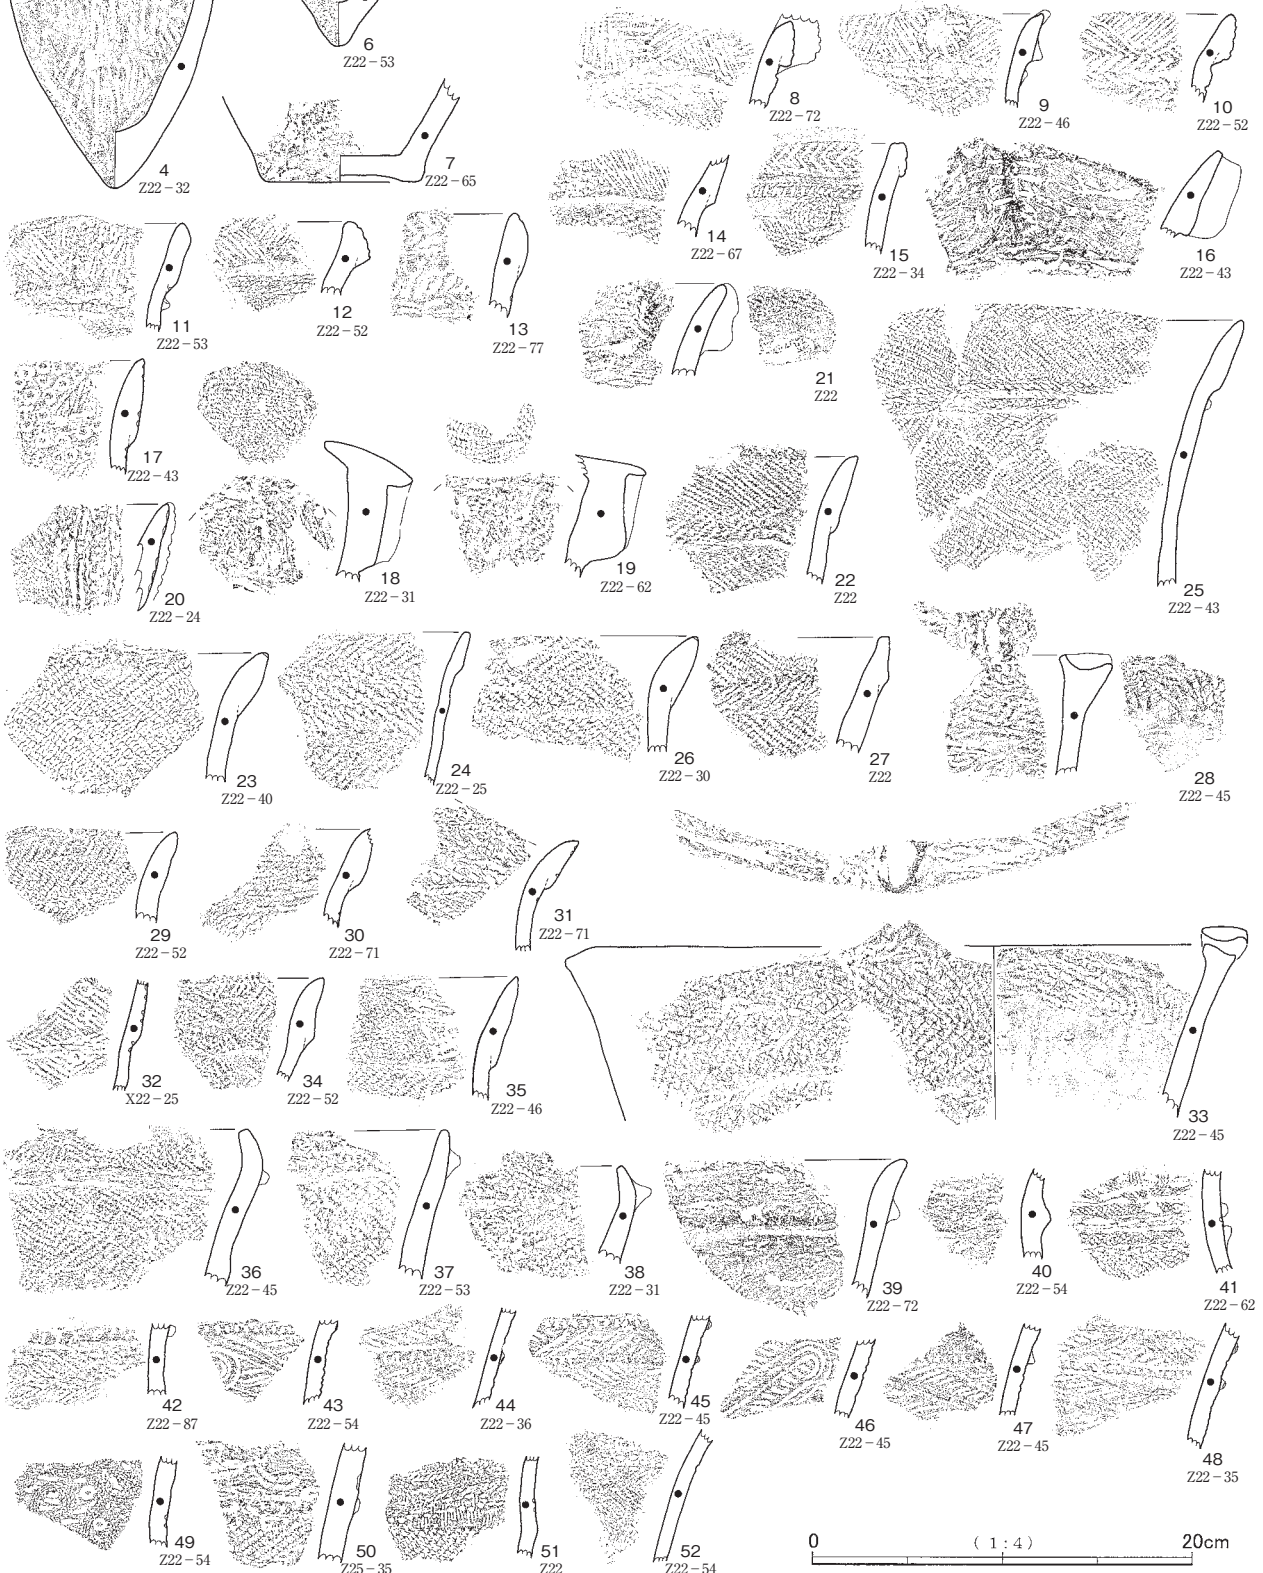 4
Z22−32
6
Z22−53
7
Z22−65
8
Z22−72
9
Z22−46
10
Z22−52
11
Z22−53
12
Z22−52
13
Z22−77
14
Z22−67
15
Z22−34
16
Z22−43
17
Z22−43
18
Z22−31
19
Z22−62
20
Z22−24
21
Z22
22
Z22
23
Z22−40
24
Z22−25
25
Z22−43
26
Z22−30
27
Z22
28
Z22−45
29
Z22−52
30
Z22−71
31
Z22−71
32
X22−25
33
Z22−45
34
Z22−52
35
Z22−46
36
Z22−45
37
Z22−53
38
Z22−31
39
Z22−72
40
Z22−54
41
Z22−62
42
Z22−87
43
Z22−54
44
Z22−36
45
Z22−45
46
Z22−45
47
Z22−45
48
Z22−35
49
Z22−54
50
Z25−35
51
Z22
52
Z22−54
0 (1:4) 20cm